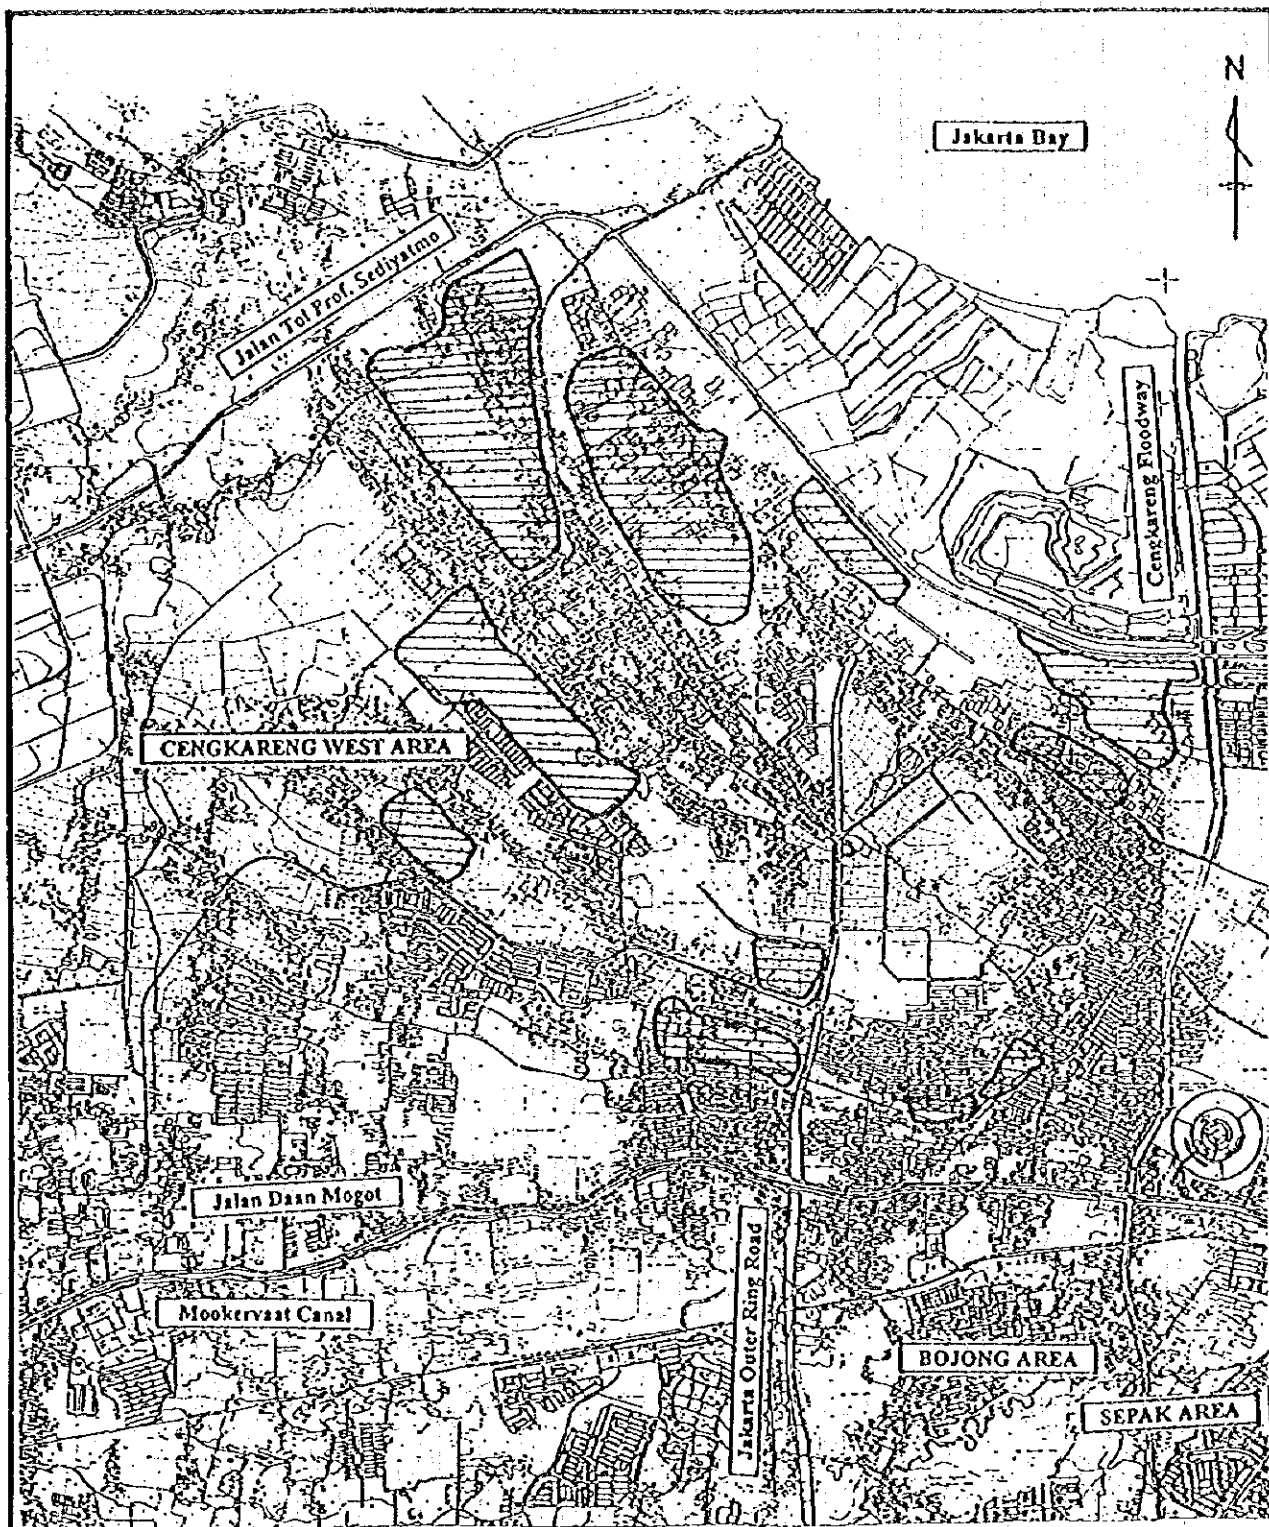 N
Jakarta Bay
Jalan Tol Prof. Sediyatmo
Cengkareng Floodway
CENGKARENG WEST AREA
Jalan Daan Mogot
Mookervaat Canal
Jakarta Outer Ring Road
BOJONG AREA
SEPAK AREA